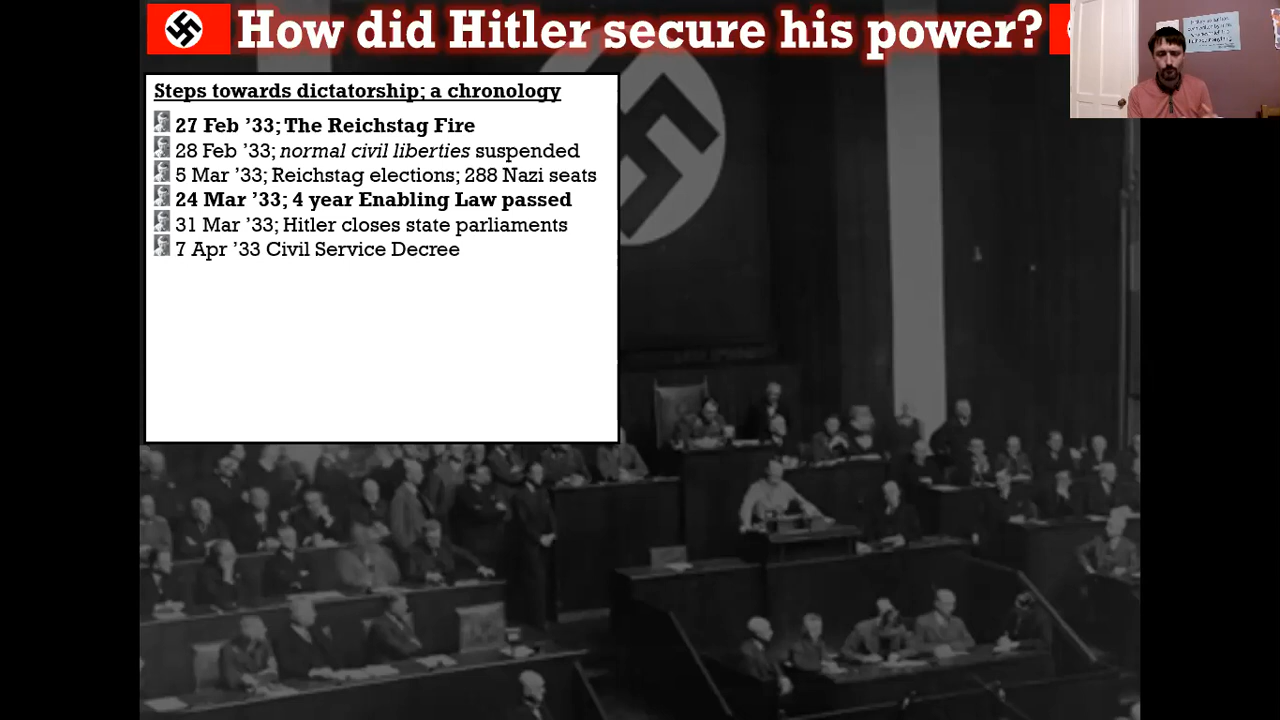 How did Hitler secure his power?
Steps towards dictatorship; a chronology
27 Feb ’33; The Reichstag Fire
28 Feb ’33; normal civil liberties suspended
5 Mar ’33; Reichstag elections; 288 Nazi seats
24 Mar ’33; 4 year Enabling Law passed
31 Mar ’33; Hitler closes state parliaments
7 Apr ’33 Civil Service Decree